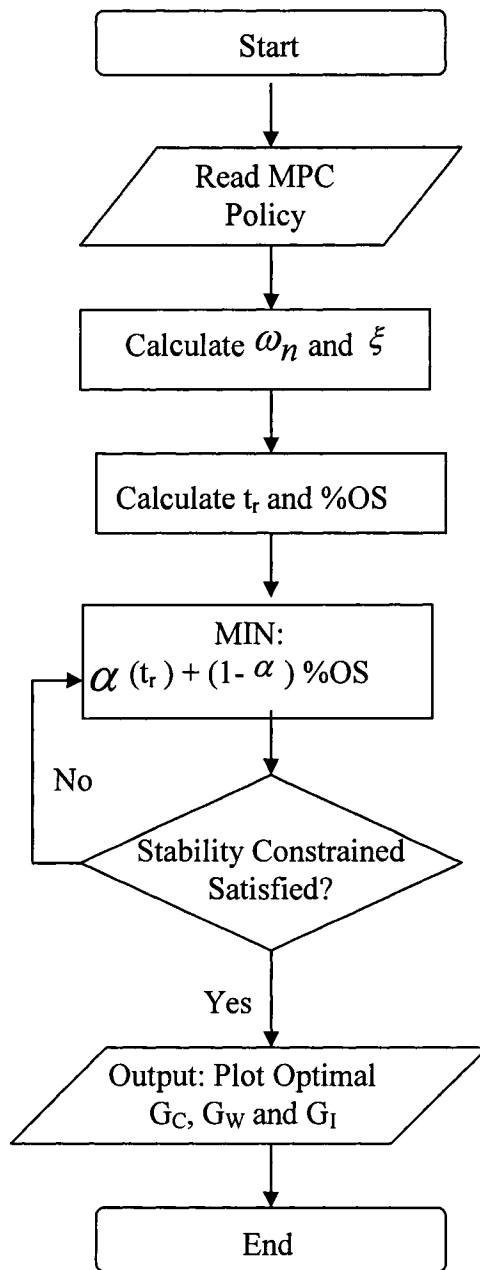 Start
Read MPC
Policy
Calculate ωn and ξ
Calculate tr and %OS
MIN:
α (tr ) + (1- α ) %OS
No
Stability Constrained
Satisfied?
Yes
Output: Plot Optimal
GC, GW and GI
End